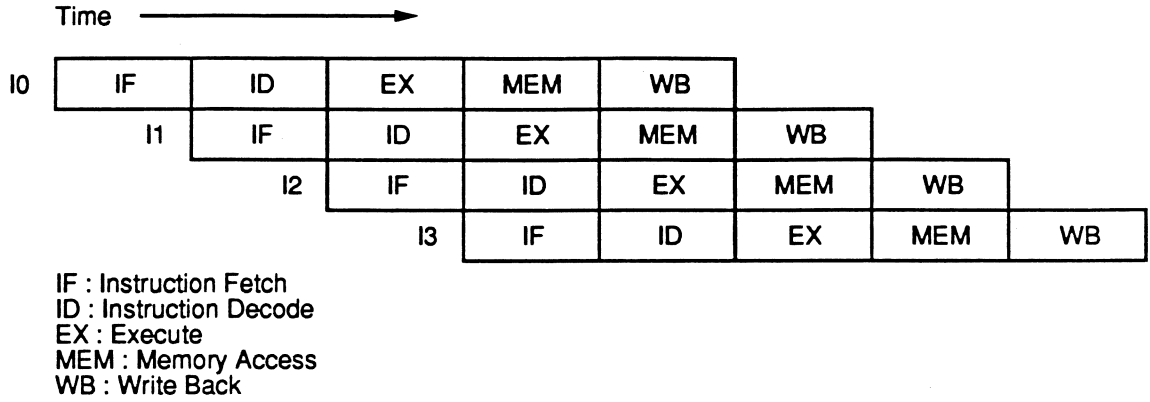 Time
I0 IF ID EX MEM WB
I1 IF ID EX MEM WB
I2 IF ID EX MEM WB
I3 IF ID EX MEM WB
IF : Instruction Fetch
ID : Instruction Decode
EX : Execute
MEM : Memory Access
WB : Write Back